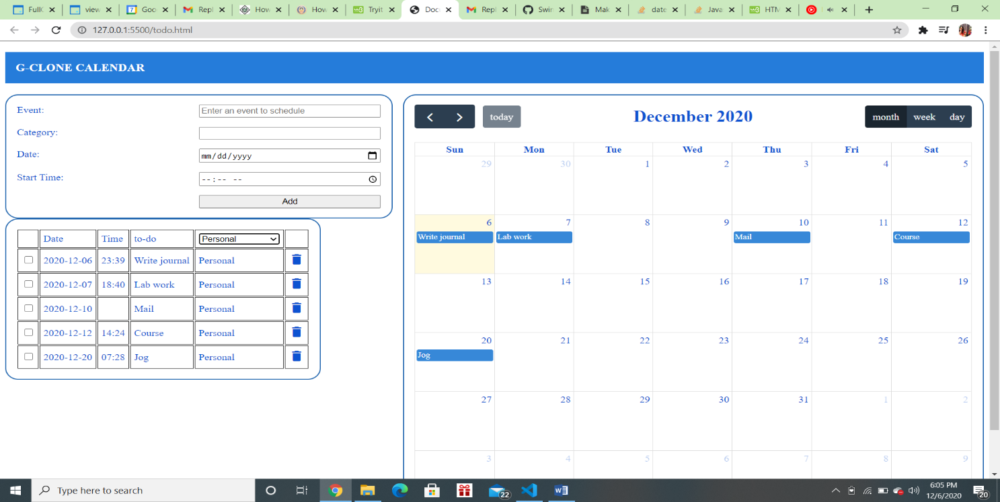 FullC view Goo Repl How How Tryit Docu Repl Swin Mak date Java HTM
127.0.0.1:5500/todo.html
G-CLONE CALENDAR
Event: Enter an event to schedule
Category:
Date: mm/dd/yyyy
Start Time: --:-- --
Add
Date Time to-do Personal
2020-12-06 23:39 Write journal Personal
2020-12-07 18:40 Lab work Personal
2020-12-10 Mail Personal
2020-12-12 14:24 Course Personal
2020-12-20 07:28 Jog Personal
today December 2020 month week day
Sun Mon Tue Wed Thu Fri Sat
29 30 1 2 3 4 5
6 7 8 9 10 11 12
Write journal Lab work Mail Course
13 14 15 16 17 18 19
20 21 22 23 24 25 26
Jog
27 28 29 30 31 1 2
3 4 5 6 7 8 9
Type here to search 22 6:05 PM
12/6/2020 20